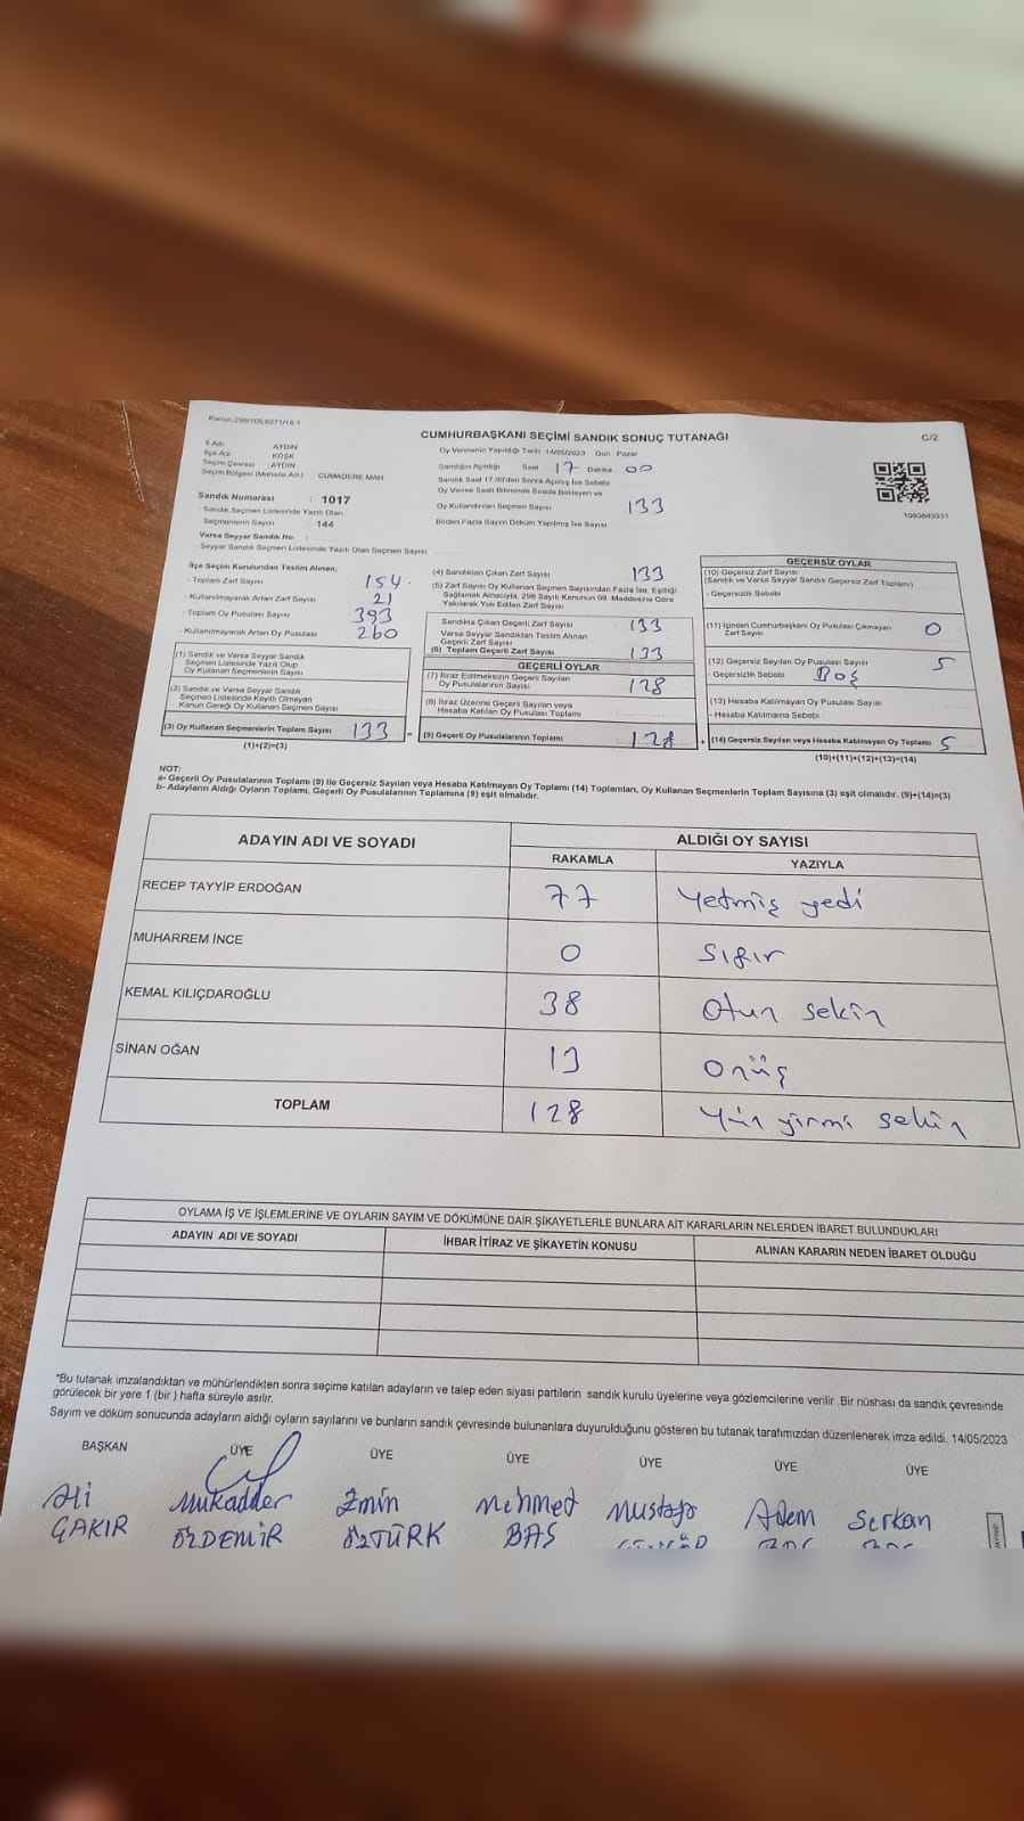 CUMHURBAŞKANI SEÇİMİ SANDIK SONUÇ TUTANAĞI
C/2
İl Adı AYDIN
İlçe Adı KÖŞK
Seçim Çevresi AYDIN
Seçim Bölgesi (Mahalle Adı) CUMADERE MAH
Sandık Numarası : 1017
Sandık Seçmen Listesinde Yazılı Olan
Seçmenlerin Sayısı : 144
Varsa Seyyar Sandık No :
Seyyar Sandık Seçmen Listesinde Yazılı Olan Seçmen Sayısı
Oy Vermenin Yapıldığı Tarih 14/05/2023 Gün Pazar
Sandığın Açıldığı Saat 17 Dakika 00
Sandık Saat 17.00'den Sonra Açılmış İse Sebebi
Oy Verme Saati Bitiminde Sırada Bekleyen ve
Oy Kullandırılan Seçmen Sayısı 133
Birden Fazla Sayım Döküm Yapılmış İse Sayısı
İlçe Seçim Kurulundan Teslim Alınan;
- Toplam Zarf Sayısı 154
- Kullanılmayarak Artan Zarf Sayısı 21
- Toplam Oy Pusulası Sayısı 393
- Kullanılmayarak Artan Oy Pusulası 260
(1) Sandık ve Varsa Seyyar Sandık
Seçmen Listesinde Yazılı Olup
Oy Kullanan Seçmenlerin Sayısı
(2) Sandık ve Varsa Seyyar Sandık
Seçmen Listesinde Kayıtlı Olmayan
Kanun Gereği Oy Kullanan Seçmen Sayısı
(3) Oy Kullanan Seçmenlerin Toplam Sayısı 133
(1)+(2)=(3)
(4) Sandıktan Çıkan Zarf Sayısı 133
(5) Zarf Sayısı Oy Kullanan Seçmen Sayısından Fazla İse, Eşitliği
Sağlamak Amacıyla, 298 Sayılı Kanunun 98. Maddesine Göre
Yakılarak Yok Edilen Zarf Sayısı
Sandıkta Çıkan Geçerli Zarf Sayısı 133
Varsa Seyyar Sandıktan Teslim Alınan
Geçerli Zarf Sayısı
(6) Toplam Geçerli Zarf Sayısı 133
GEÇERLİ OYLAR
(7) İtiraz Edilmeksizin Geçerli Sayılan
Oy Pusulalarının Sayısı 128
(8) İtiraz Üzerine Geçerli Sayılan veya
Hesaba Katılan Oy Pusulası Toplamı
= (9) Geçerli Oy Pusulalarının Toplamı 128
GEÇERSİZ OYLAR
(10) Geçersiz Zarf Sayısı
(Sandık ve Varsa Seyyar Sandık Geçersiz Zarf Toplamı)
- Geçersizlik Sebebi
(11) İçinden Cumhurbaşkanı Oy Pusulası Çıkmayan
Zarf Sayısı 0
(12) Geçersiz Sayılan Oy Pusulası Sayısı 5
- Geçersizlik Sebebi Boş
(13) Hesaba Katılmayan Oy Pusulası Sayısı
- Hesaba Katılmama Sebebi
+ (14) Geçersiz Sayılan veya Hesaba Katılmayan Oy Toplamı 5
(10)+(11)+(12)+(13)=(14)
NOT:
a- Geçerli Oy Pusulalarının Toplamı (9) ile Geçersiz Sayılan veya Hesaba Katılmayan Oy Toplamı (14) Toplamları, Oy Kullanan Seçmenlerin Toplam Sayısına (3) eşit olmalıdır. (9)+(14)=(3)
b- Adayların Aldığı Oyların Toplamı, Geçerli Oy Pusulalarının Toplamına (9) eşit olmalıdır.
ADAYIN ADI VE SOYADI ALDIĞI OY SAYISI
RAKAMLA YAZIYLA
RECEP TAYYİP ERDOĞAN 77 Yetmiş yedi
MUHARREM İNCE 0 Sıfır
KEMAL KILIÇDAROĞLU 38 Otuz sekiz
SİNAN OĞAN 13 Onüç
TOPLAM 128 Yüz yirmi sekiz
OYLAMA İŞ VE İŞLEMLERİNE VE OYLARIN SAYIM VE DÖKÜMÜNE DAİR ŞİKAYETLERLE BUNLARA AİT KARARLARIN NELERDEN İBARET BULUNDUKLARI
ADAYIN ADI VE SOYADI İHBAR İTİRAZ VE ŞİKAYETİN KONUSU ALINAN KARARIN NEDEN İBARET OLDUĞU
"Bu tutanak imzalandıktan ve mühürlendikten sonra seçime katılan adayların ve talep eden siyasi partilerin sandık kurulu üyelerine veya gözlemcilerine verilir. Bir nüshası da sandık çevresinde
görülecek bir yere 1 (bir) hafta süreyle asılır.
Sayım ve döküm sonucunda adayların aldığı oyların sayılarını ve bunların sandık çevresinde bulunanlara duyurulduğunu gösteren bu tutanak tarafımızdan düzenlenerek imza edildi. 14/05/2023
BAŞKAN ÜYE ÜYE ÜYE ÜYE ÜYE ÜYE
Ali Mukadder Emin Mehmed Mustafa Adem Serkan
ÇAKIR ÖZDEMİR ÖZTÜRK BAŞ